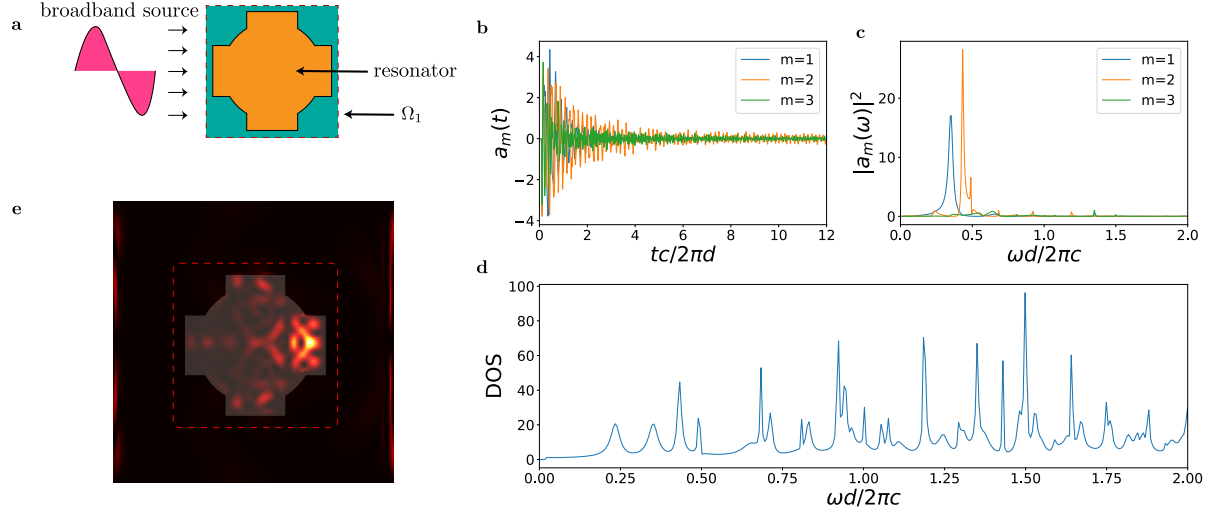 broadband source
a
resonator
Ω₁
b
m=1
m=2
m=3
4
2
0
−2
−4
aₘ(t)
0 2 4 6 8 10 12
tc/2πd
c
m=1
m=2
m=3
20
10
0
|aₘ(ω)|²
0.0 0.5 1.0 1.5 2.0
ωd/2πc
e
d
100
80
60
40
20
0
DOS
0.00 0.25 0.50 0.75 1.00 1.25 1.50 1.75 2.00
ωd/2πc